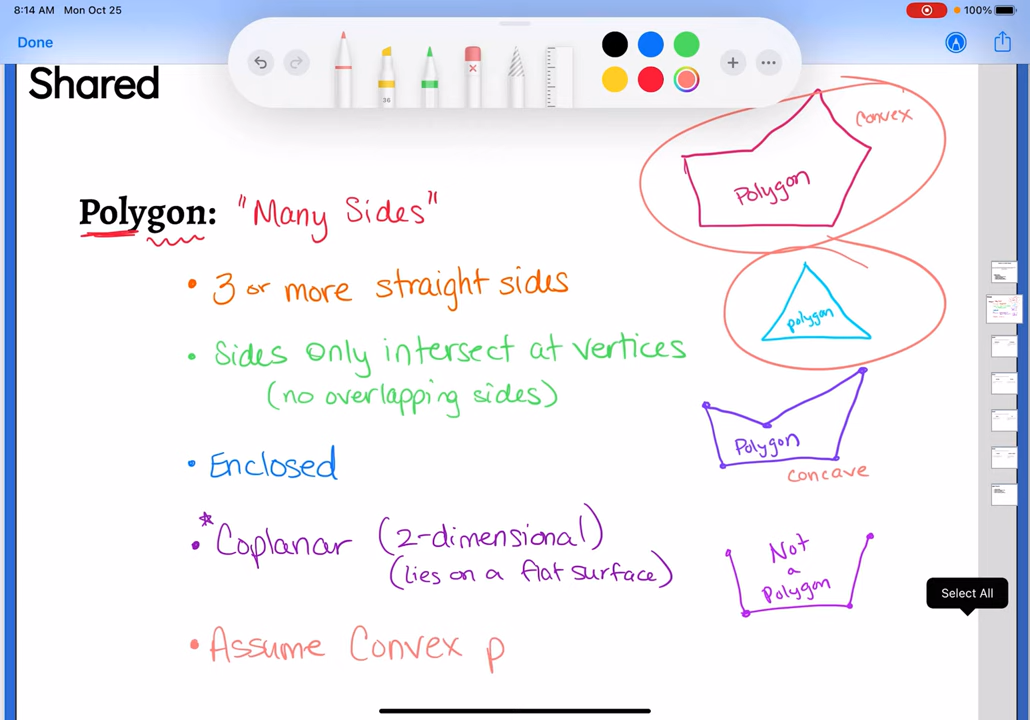 8:14 AM Mon Oct 25
100%
Done
36
Shared
Convex
Polygon
Polygon: "Many Sides"
• 3 or more straight sides
polygon
• Sides only intersect at vertices
(no overlapping sides)
Polygon
• Enclosed
concave
* • Coplanar (2-dimensional)
(lies on a flat surface)
Not
a
Polygon
Select All
• Assume Convex p